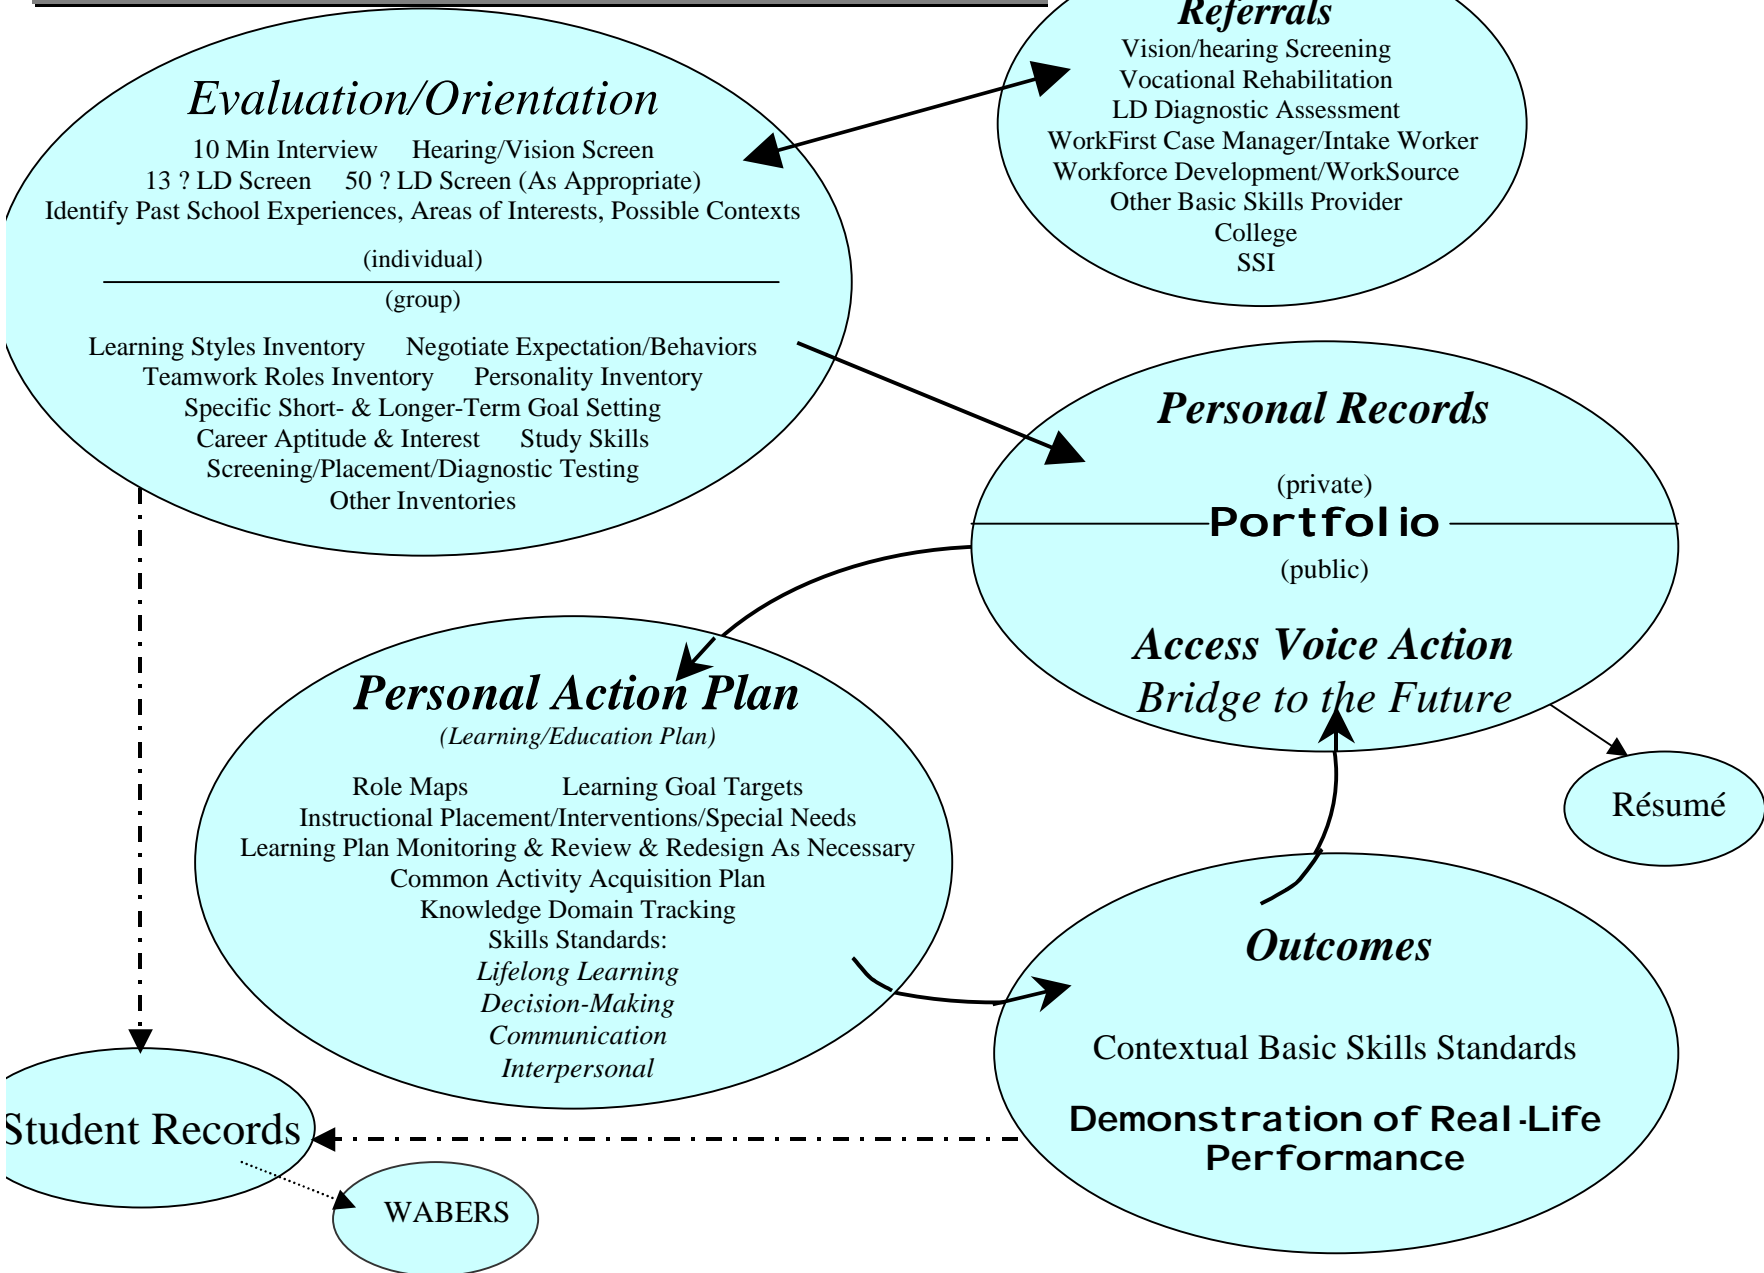 Evaluation/Orientation
10 Min Interview Hearing/Vision Screen
13 ? LD Screen 50 ? LD Screen (As Appropriate)
Identify Past School Experiences, Areas of Interests, Possible Contexts
(individual)
(group)
Learning Styles Inventory Negotiate Expectation/Behaviors
Teamwork Roles Inventory Personality Inventory
Specific Short- & Longer-Term Goal Setting
Career Aptitude & Interest Study Skills
Screening/Placement/Diagnostic Testing
Other Inventories
Referrals
Vision/hearing Screening
Vocational Rehabilitation
LD Diagnostic Assessment
WorkFirst Case Manager/Intake Worker
Workforce Development/WorkSource
Other Basic Skills Provider
College
SSI
Personal Records
(private)
Portfolio
(public)
Access Voice Action
Bridge to the Future
Résumé
Personal Action Plan
(Learning/Education Plan)
Role Maps Learning Goal Targets
Instructional Placement/Interventions/Special Needs
Learning Plan Monitoring & Review & Redesign As Necessary
Common Activity Acquisition Plan
Knowledge Domain Tracking
Skills Standards:
Lifelong Learning
Decision-Making
Communication
Interpersonal
Outcomes
Contextual Basic Skills Standards
Demonstration of Real-Life
Performance
Student Records
WABERS